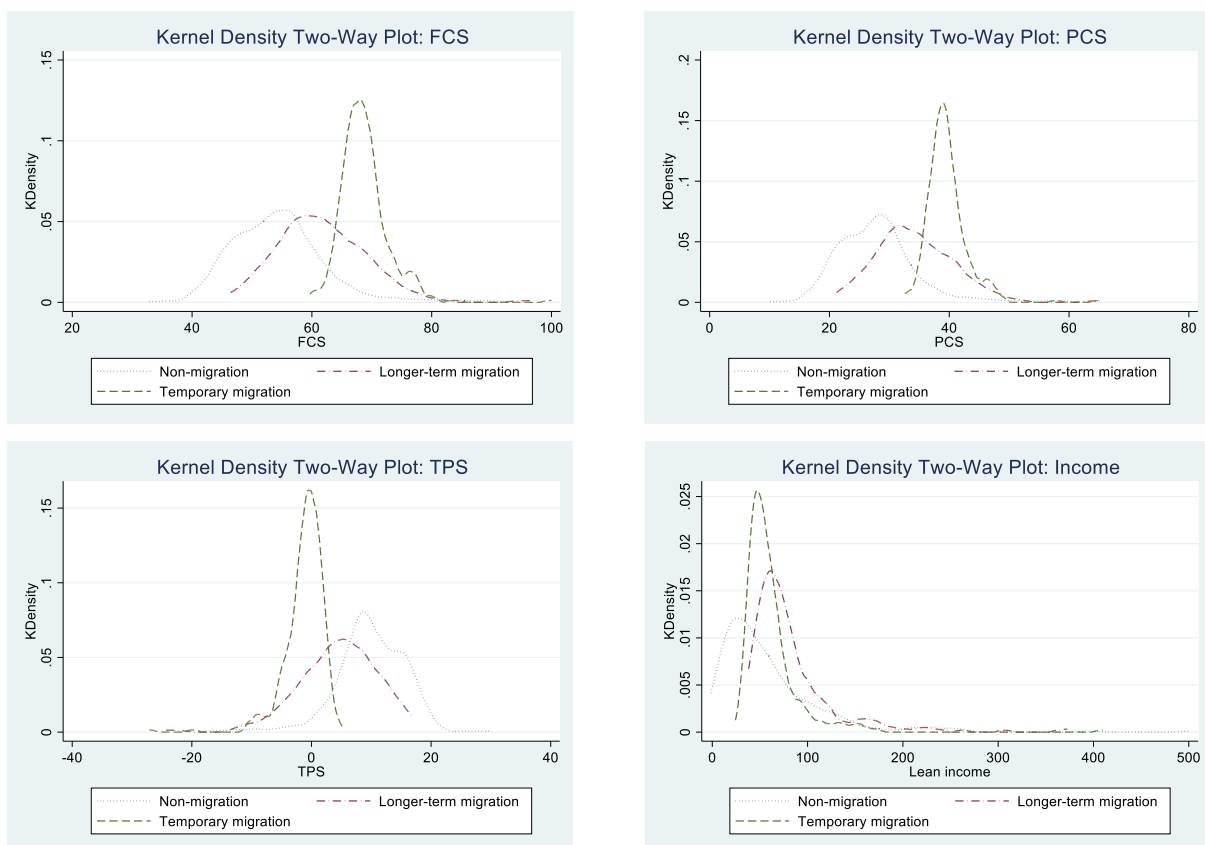 Kernel Density Two-Way Plot: FCS
KDensity
.15
.1
.05
0
20 40 60 80 100
FCS
Non-migration Longer-term migration
Temporary migration
Kernel Density Two-Way Plot: PCS
KDensity
.2
.15
.1
.05
0
0 20 40 60 80
PCS
Non-migration Longer-term migration
Temporary migration
Kernel Density Two-Way Plot: TPS
KDensity
.15
.1
.05
0
-40 -20 0 20 40
TPS
Non-migration Longer-term migration
Temporary migration
Kernel Density Two-Way Plot: Income
KDensity
.025
.02
.015
.01
.005
0
0 100 200 300 400 500
Lean income
Non-migration Longer-term migration
Temporary migration